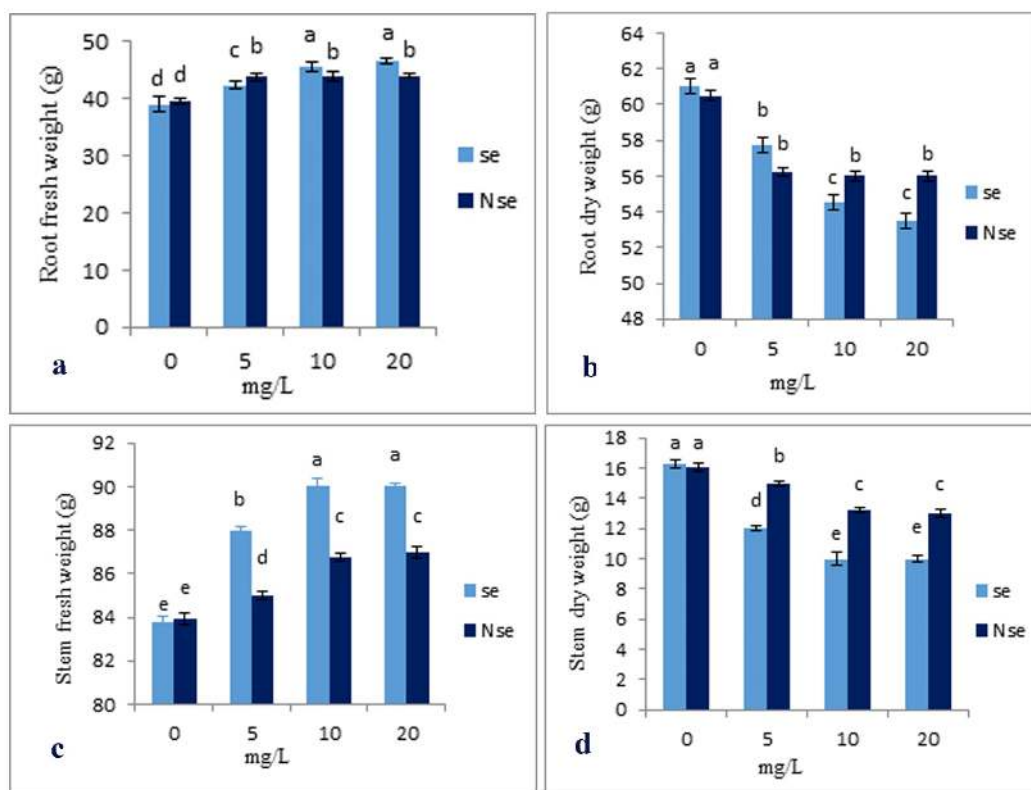 Root fresh weight (g)
50
40
30
20
10
0
d d c b a b a b
0 5 10 20
mg/L
se
Nse
a
Root dry weight (g)
64
62
60
58
56
54
52
50
48
a a b b c b c b
0 5 10 20
mg/L
se
Nse
b
Stem fresh weight (g)
92
90
88
86
84
82
80
e e b d a c a c
0 5 10 20
mg/L
se
Nse
c
Stem dry weight (g)
18
16
14
12
10
8
6
4
2
0
a a d b e c e c
0 5 10 20
mg/L
se
Nse
d